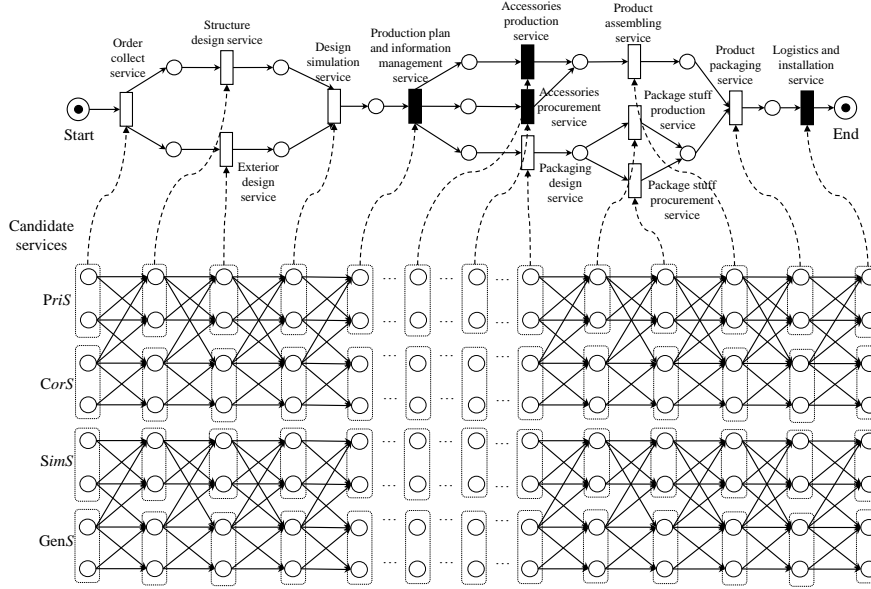 Accessories
production
service
Product
assembling
service
Structure
design service
Order
collect
service
Design
simulation
service
Production plan
and information
management
service
Product
packaging
service
Logistics and
installation
service
Accessories
procurement
service
Package stuff
production
service
Start
End
Exterior
design
service
Packaging
design
service
Package stuff
procurement
service
Candidate
services
PriS
...
...
...
CorS
...
...
...
SimS
...
...
...
GenS
...
...
...